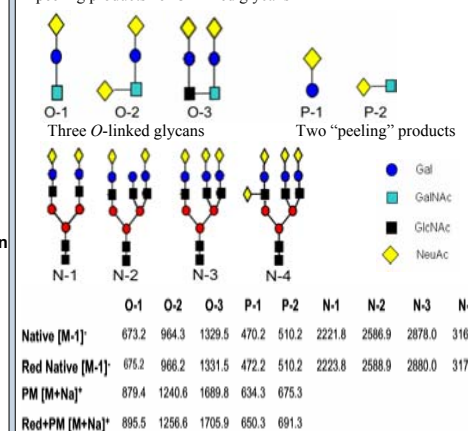 O-1 O-2 O-3 P-1 P-2
Three O-linked glycans Two “peeling” products
Gal
GalNAc
GlcNAc
NeuAc
N-1 N-2 N-3 N-4
O-1 O-2 O-3 P-1 P-2 N-1 N-2 N-3
Native [M-1]- 673.2 964.3 1329.5 470.2 510.2 2221.8 2586.9 2878.0
Red Native [M-1]- 675.2 966.2 1331.5 472.2 510.2 2223.8 2588.9 2880.0
PM [M+Na]+ 879.4 1240.6 1689.8 634.3 675.3
Red+PM [M+Na]+ 895.5 1256.6 1705.9 650.3 691.3